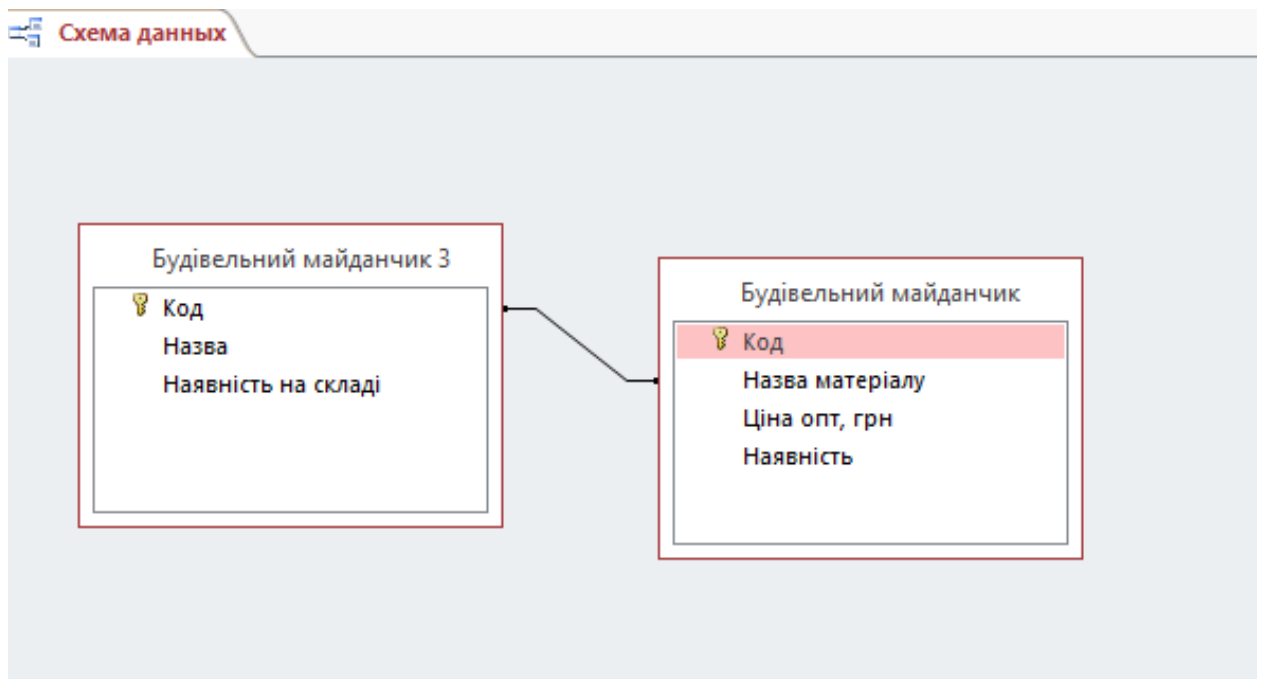 Схема данных
Будівельний майданчик 3
Код
Назва
Наявність на складі
Будівельний майданчик
Код
Назва матеріалу
Ціна опт, грн
Наявність